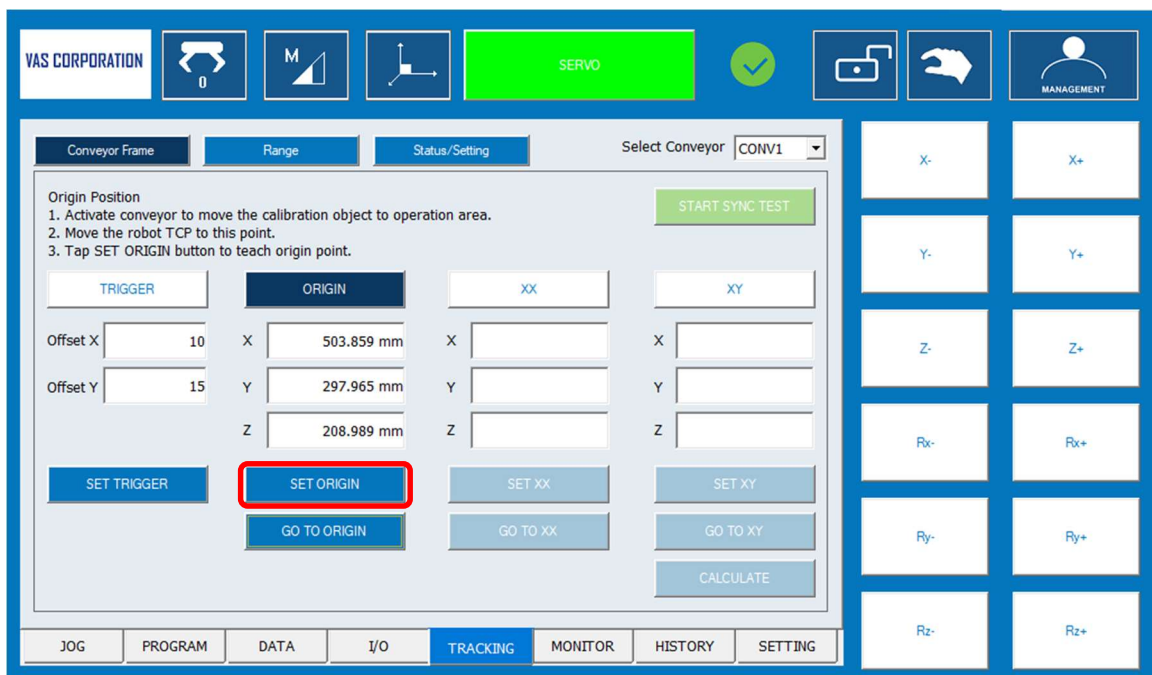 VAS CORPORATION
0
M
SERVO
MANAGEMENT
Conveyor Frame
Range
Status/Setting
Select Conveyor
CONV1
Origin Position
1. Activate conveyor to move the calibration object to operation area.
2. Move the robot TCP to this point.
3. Tap SET ORIGIN button to teach origin point.
START SYNC TEST
TRIGGER
ORIGIN
XX
XY
Offset X 10
X 503.859 mm
X
X
Offset Y 15
Y 297.965 mm
Y
Y
Z 208.989 mm
Z
Z
SET TRIGGER
SET ORIGIN
SET XX
SET XY
GO TO ORIGIN
GO TO XX
GO TO XY
CALCULATE
JOG
PROGRAM
DATA
I/O
TRACKING
MONITOR
HISTORY
SETTING
X-
X+
Y-
Y+
Z-
Z+
Rx-
Rx+
Ry-
Ry+
Rz-
Rz+